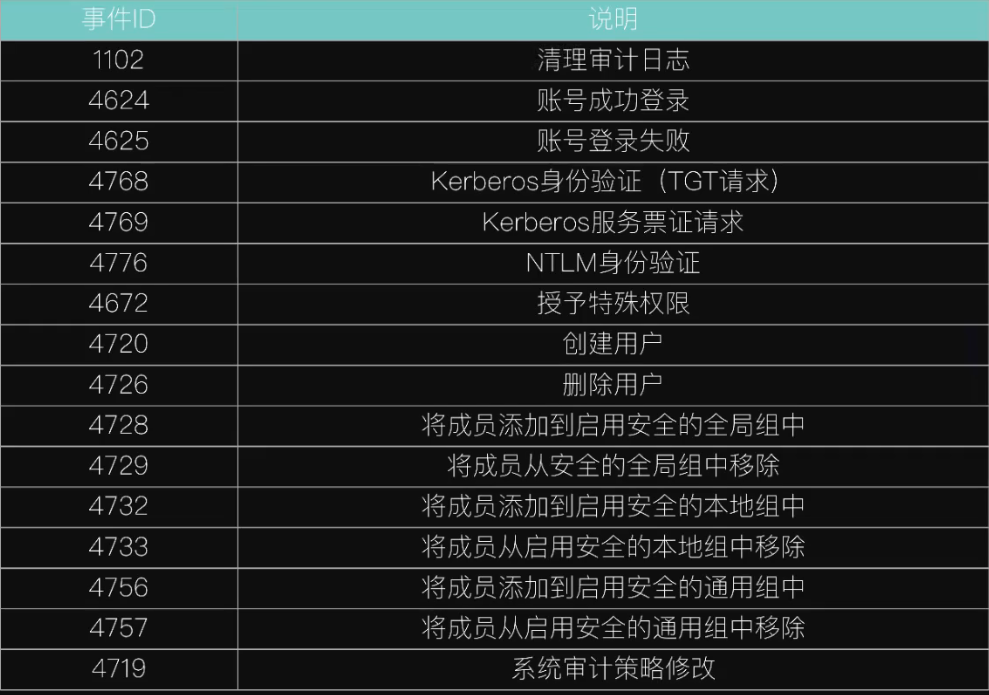 事件ID 说明
1102 清理审计日志
4624 账号成功登录
4625 账号登录失败
4768 Kerberos身份验证（TGT请求）
4769 Kerberos服务票证请求
4776 NTLM身份验证
4672 授予特殊权限
4720 创建用户
4726 删除用户
4728 将成员添加到启用安全的全局组中
4729 将成员从安全的全局组中移除
4732 将成员添加到启用安全的本地组中
4733 将成员从启用安全的本地组中移除
4756 将成员添加到启用安全的通用组中
4757 将成员从启用安全的通用组中移除
4719 系统审计策略修改